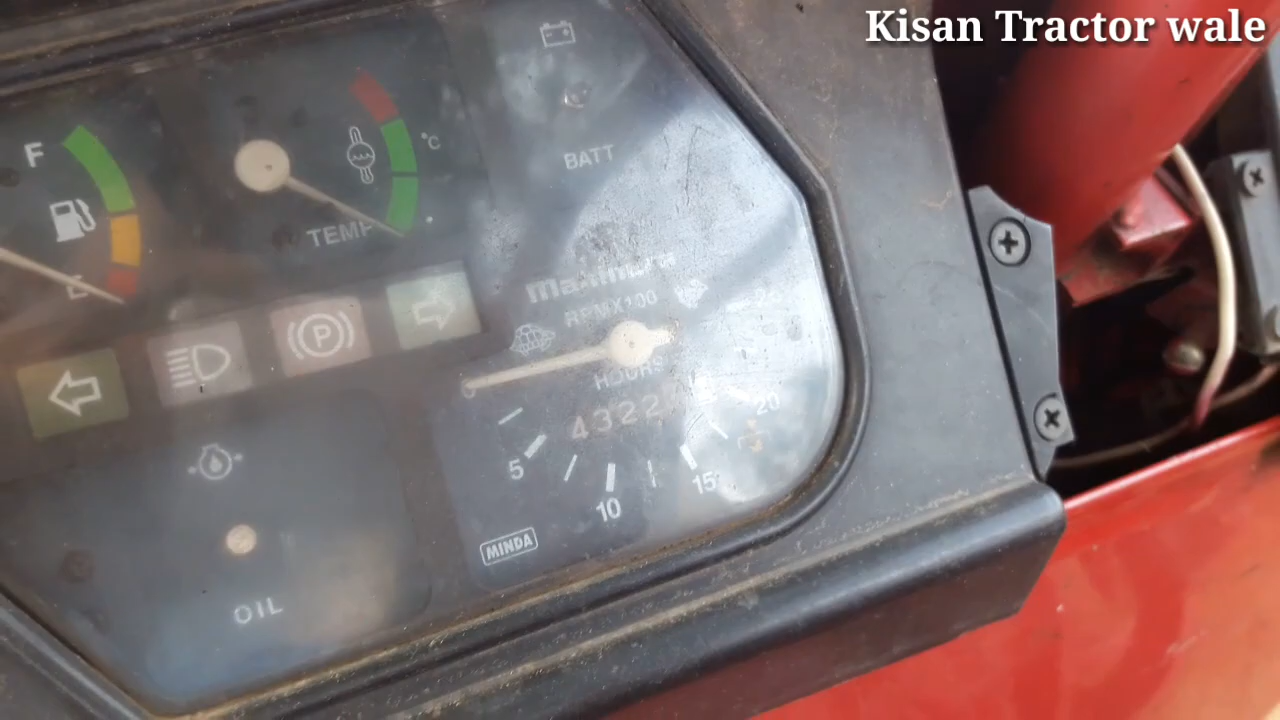 Kisan Tractor wale
F
°C
BATT
TEMP
E
mahindra
RPMX100
HOURS
4322
20
5
15
10
MINDA
OIL
P